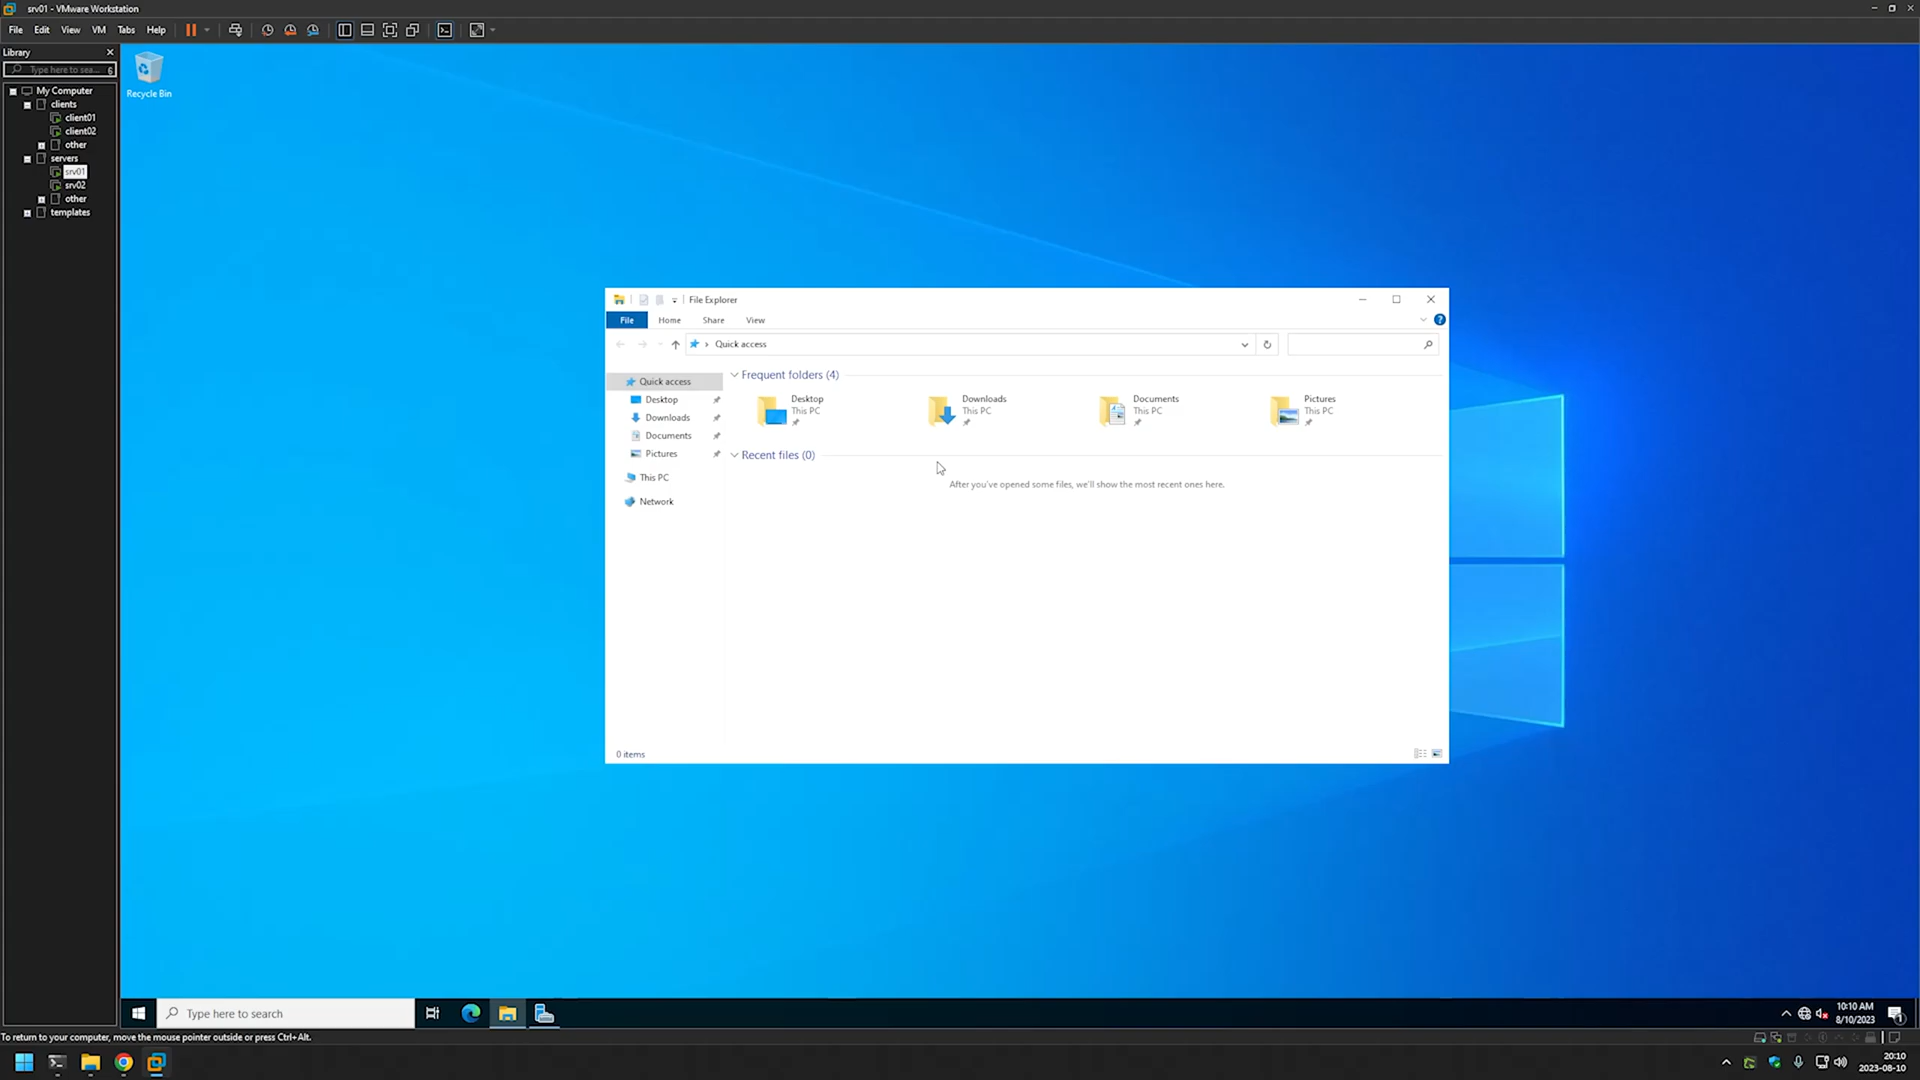 srv01 - VMware Workstation
File Edit View VM Tabs Help
Library
Type here to sea...
My Computer
clients
client01
client02
other
servers
srv01
srv02
other
templates
Recycle Bin
File Explorer
File Home Share View
Quick access
Quick access
Desktop
Downloads
Documents
Pictures
This PC
Network
Frequent folders (4)
Desktop
This PC
Downloads
This PC
Documents
This PC
Pictures
This PC
Recent files (0)
After you've opened some files, we'll show the most recent ones here.
0 items
Type here to search
10:10 AM
8/10/2023
1
To return to your computer, move the mouse pointer outside or press Ctrl+Alt.
20:10
2023-08-10